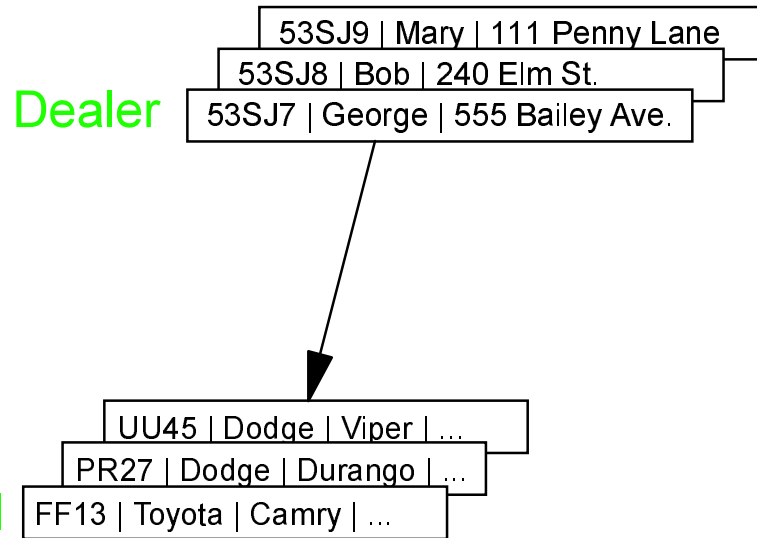 53SJ9 | Mary | 111 Penny Lane
53SJ8 | Bob | 240 Elm St.
Dealer
53SJ7 | George | 555 Bailey Ave.
UU45 | Dodge | Viper | ...
PR27 | Dodge | Durango | ...
FF13 | Toyota | Camry | ...